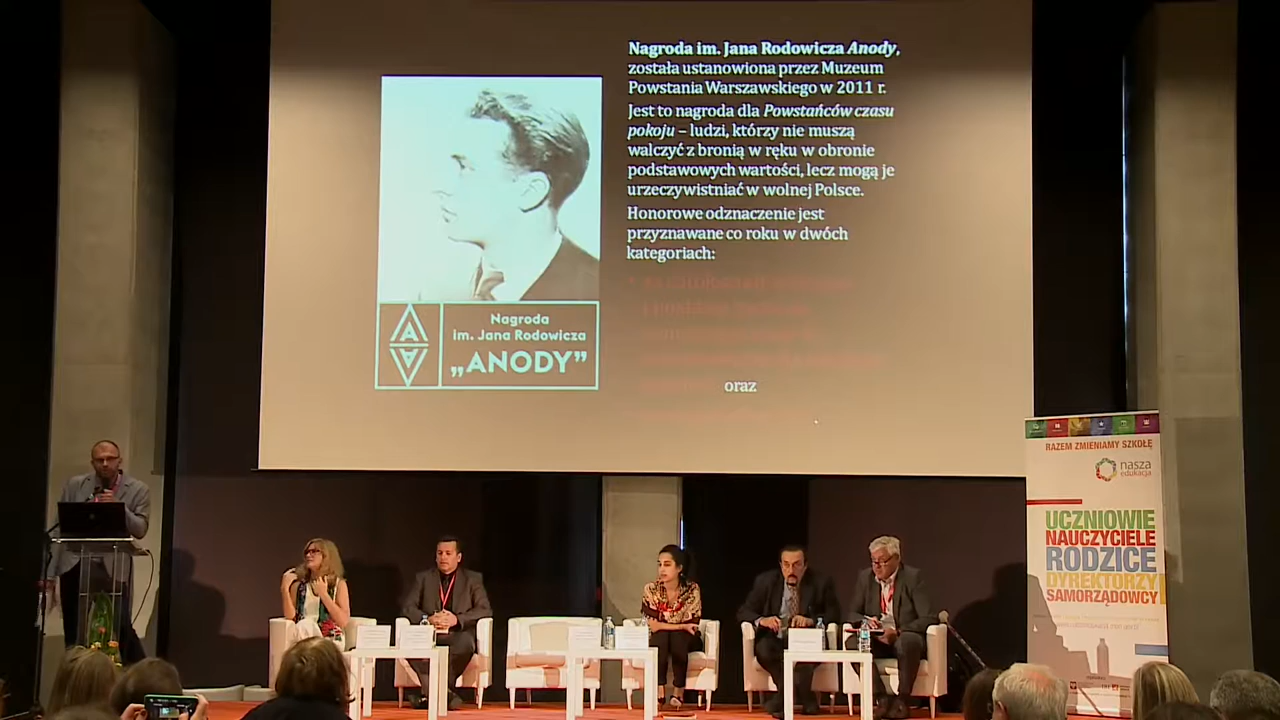 Nagroda im. Jana Rodowicza Anody,
została ustanowiona przez Muzeum
Powstania Warszawskiego w 2011 r.
Jest to nagroda dla Powstańców czasu
pokoju – ludzi, którzy nie muszą
walczyć z bronią w ręku w obronie
podstawowych wartości, lecz mogą je
urzeczywistniać w wolnej Polsce.
Honorowe odznaczenie jest
przyznawane co roku w dwóch
kategoriach:
oraz
Nagroda
im. Jana Rodowicza
„ANODY”
RAZEM ZMIENIAMY SZKOŁĘ
nasza
edukacja
UCZNIOWIE
NAUCZYCIELE
RODZICE
DYREKTORZY
SAMORZĄDOWCY